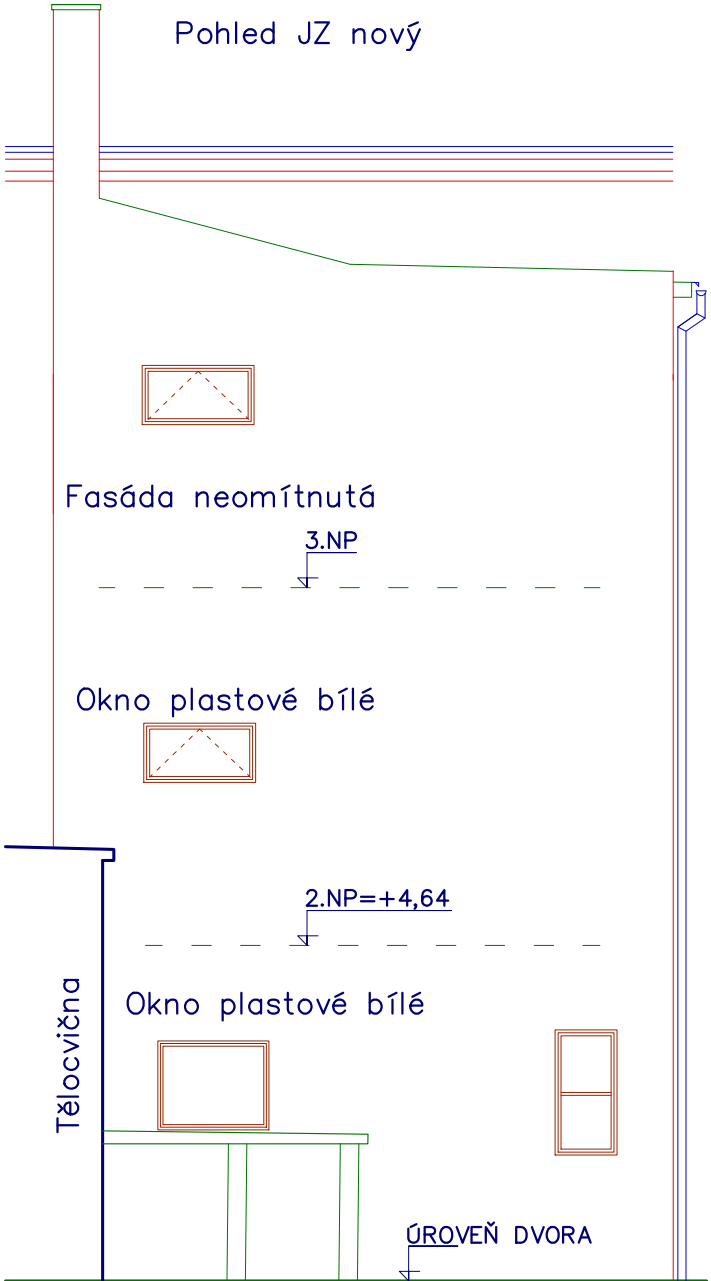 Pohled JZ nový
Fasáda neomítnutá
3.NP
Okno plastové bílé
2.NP=+4,64
Okno plastové bílé
Tělocvična
ÚROVEŇ DVORA